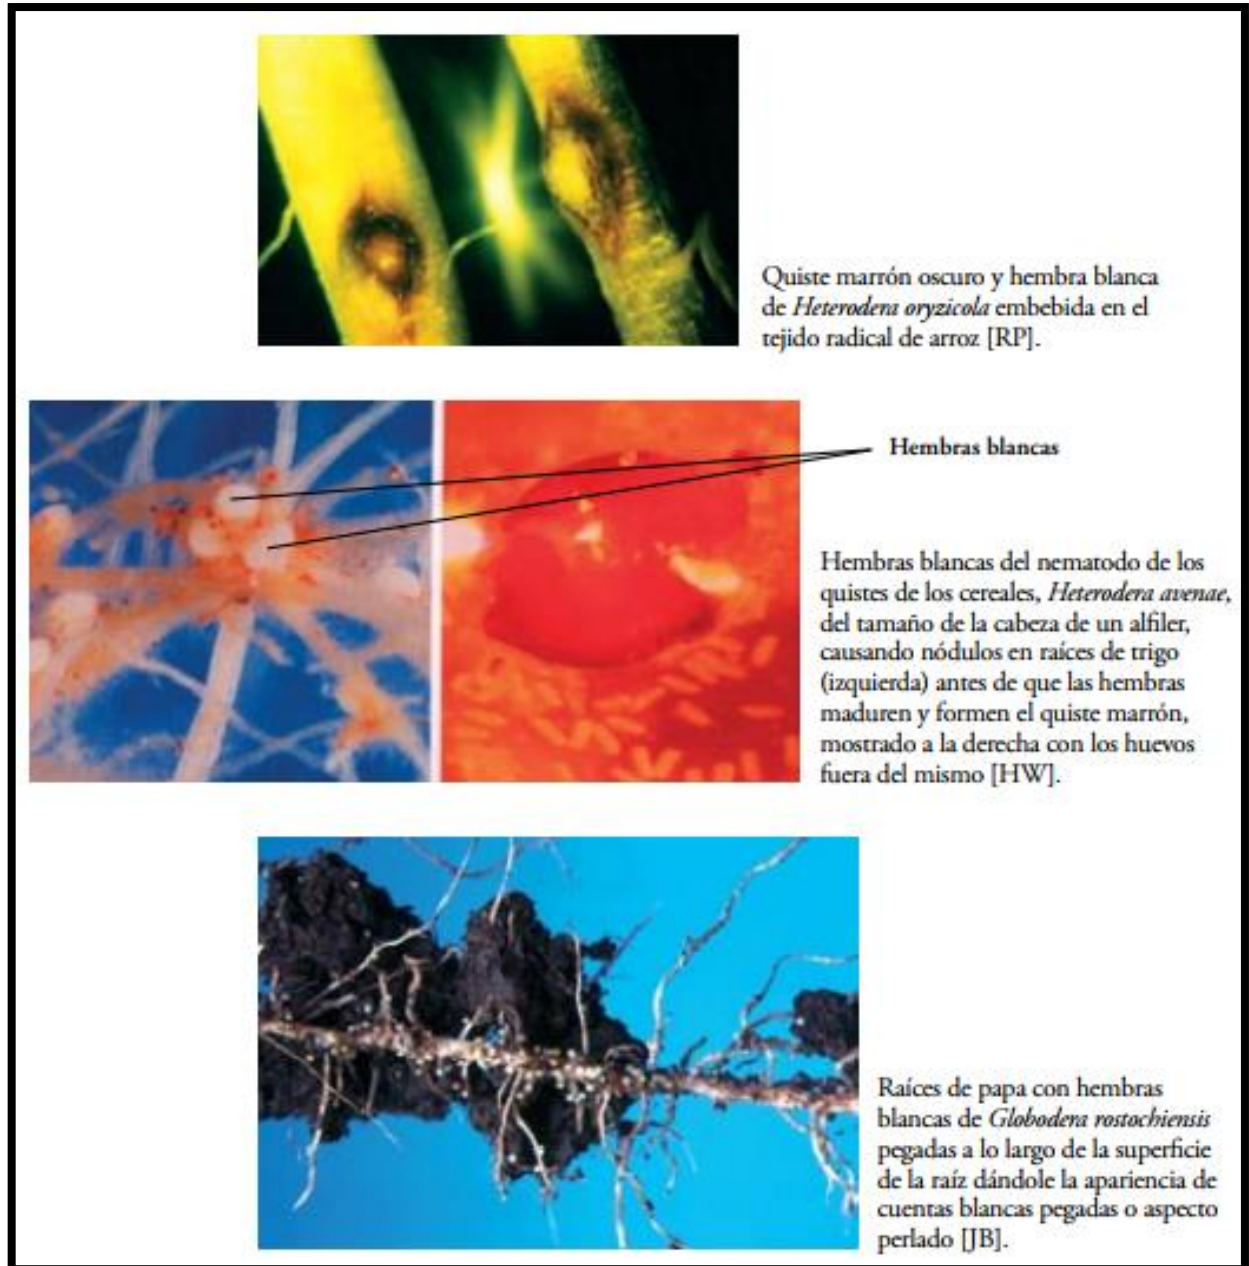 Quiste marrón oscuro y hembra blanca
de Heterodera oryzicola embebida en el
tejido radical de arroz [RP].
Hembras blancas
Hembras blancas del nematodo de los
quistes de los cereales, Heterodera avenae,
del tamaño de la cabeza de un alfiler,
causando nódulos en raíces de trigo
(izquierda) antes de que las hembras
maduren y formen el quiste marrón,
mostrado a la derecha con los huevos
fuera del mismo [HW].
Raíces de papa con hembras
blancas de Globodera rostochiensis
pegadas a lo largo de la superficie
de la raíz dándole la apariencia de
cuentas blancas pegadas o aspecto
perlado [JB].